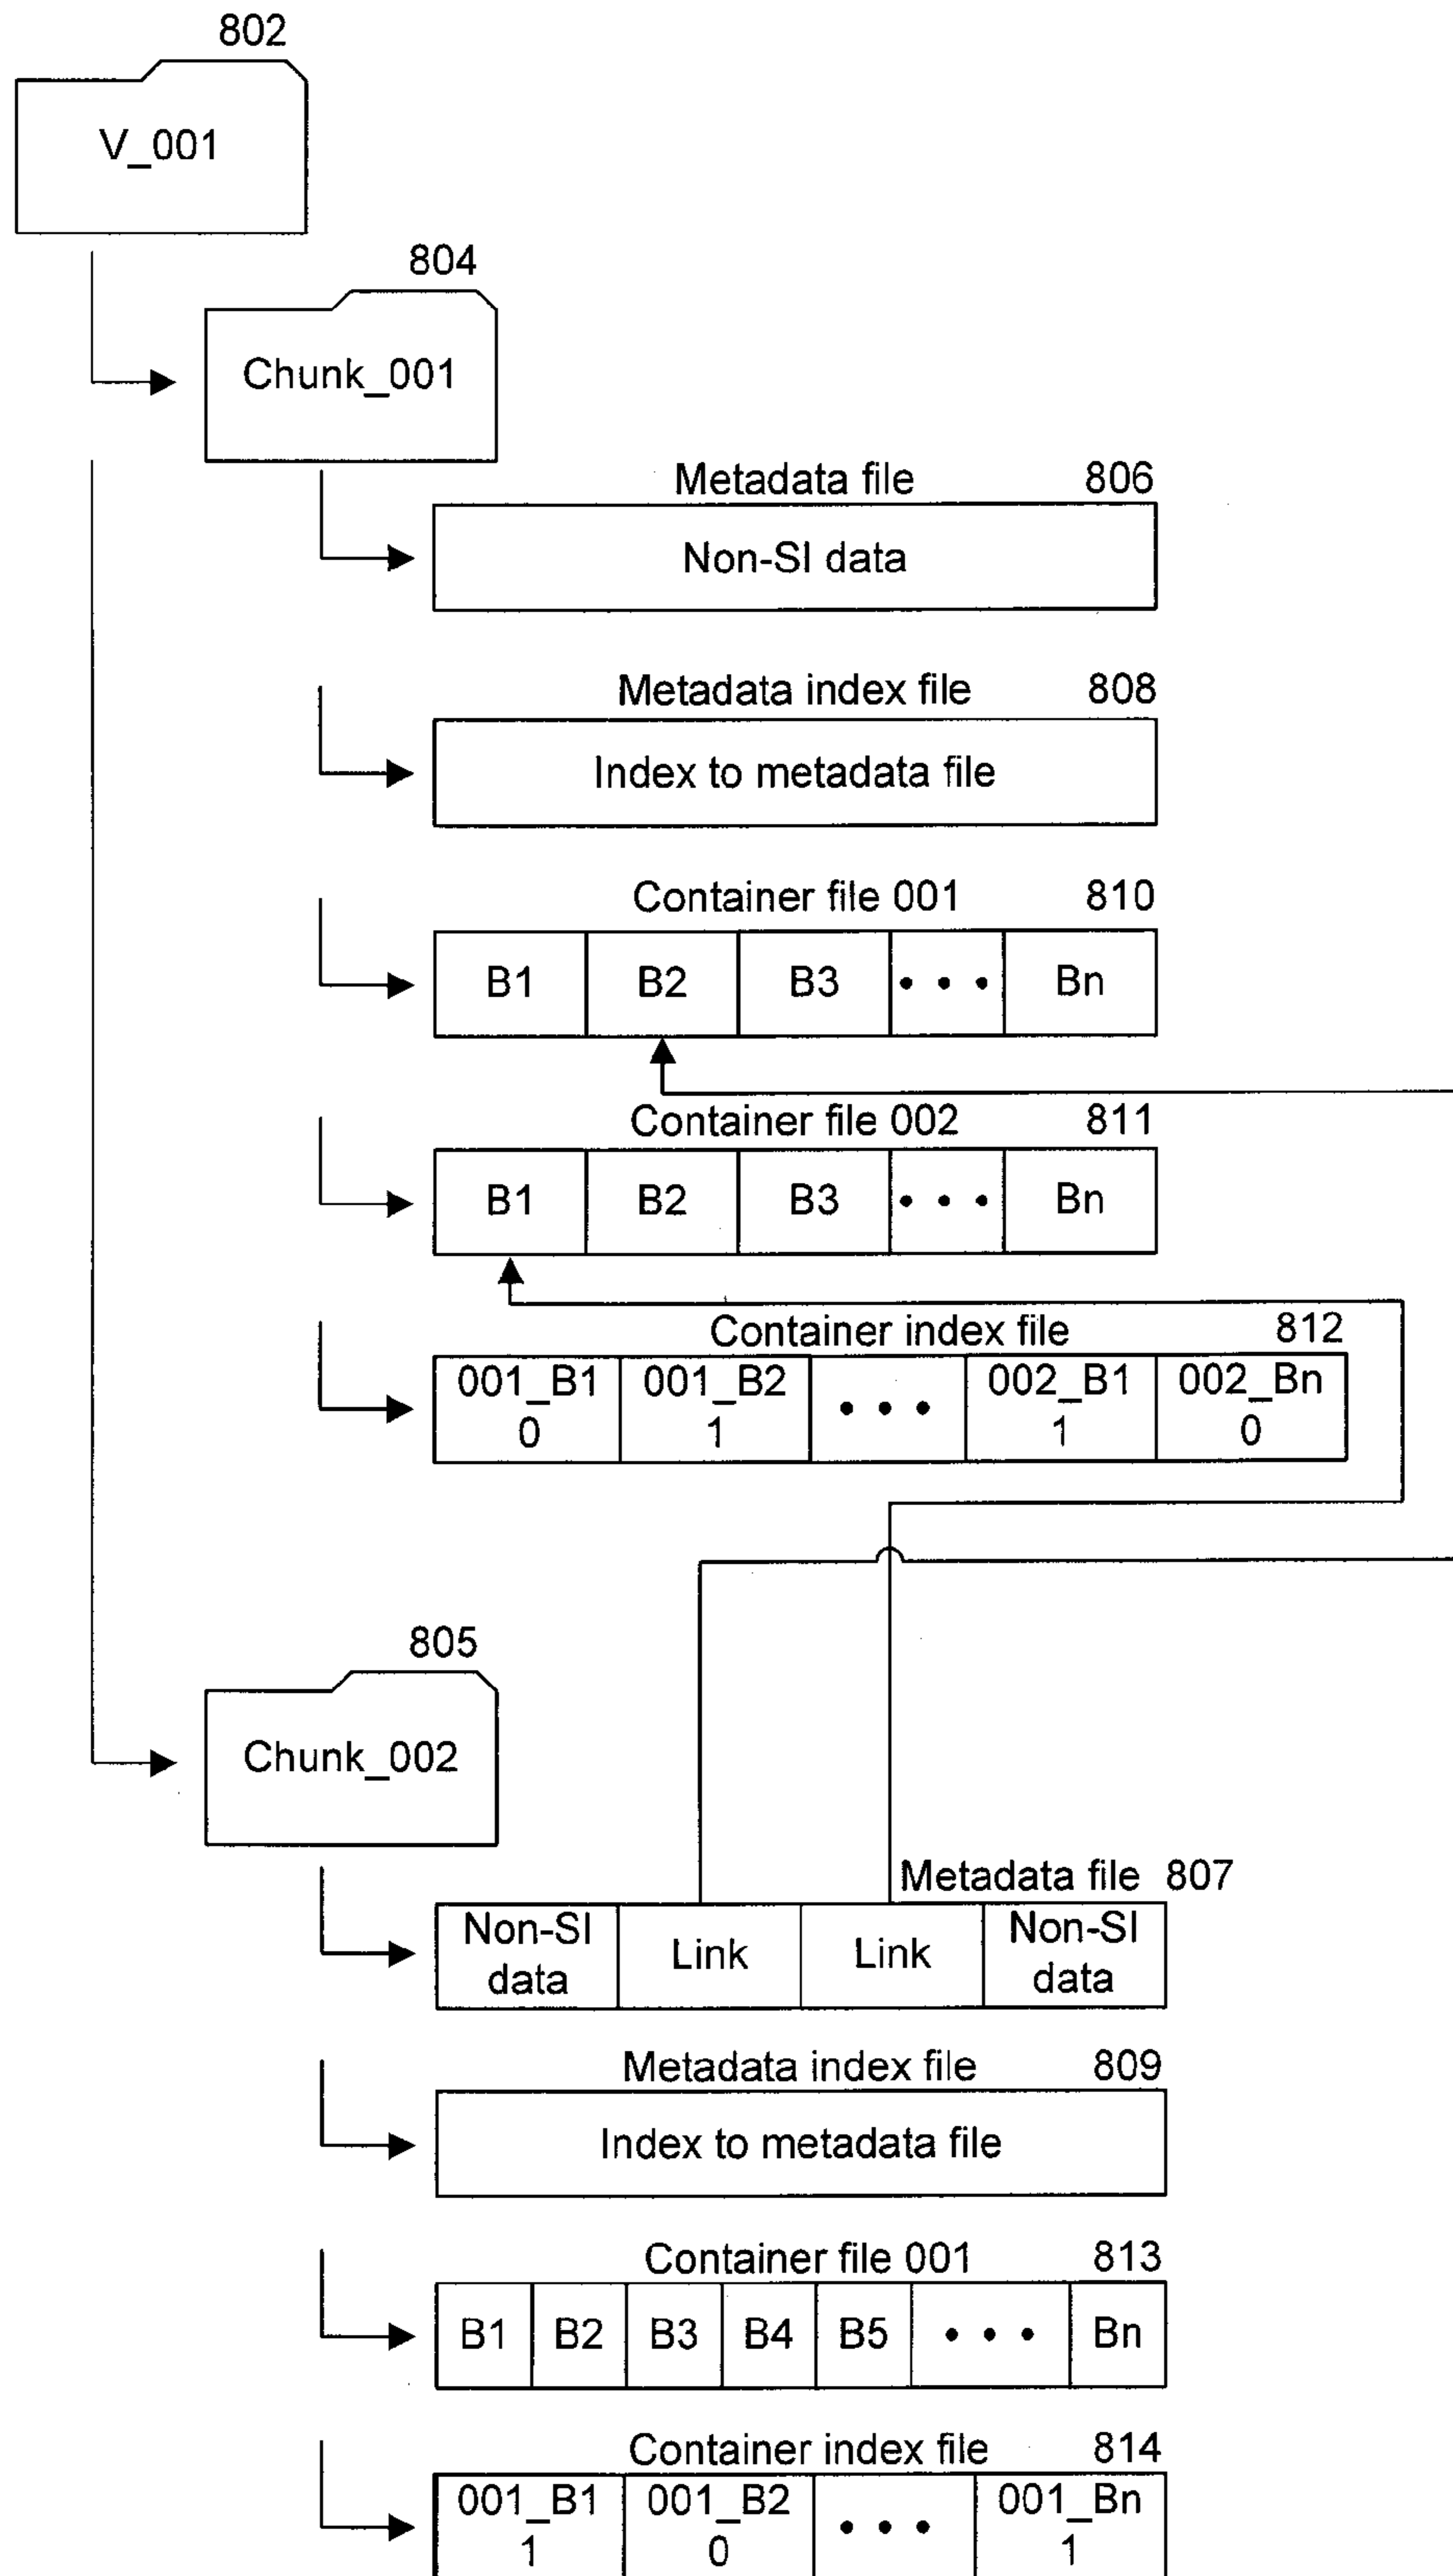 802
V_001
804
Chunk_001
Metadata file 806
Non-SI data
Metadata index file 808
Index to metadata file
Container file 001 810
B1 B2 B3 • • • Bn
Container file 002 811
B1 B2 B3 • • • Bn
Container index file 812
001_B1 001_B2 • • • 002_B1 002_Bn
0 1 1 0
805
Chunk_002
Metadata file 807
Non-SI data Link Link Non-SI data
Metadata index file 809
Index to metadata file
Container file 001 813
B1 B2 B3 B4 B5 • • • Bn
Container index file 814
001_B1 001_B2 • • • 001_Bn
1 0 1